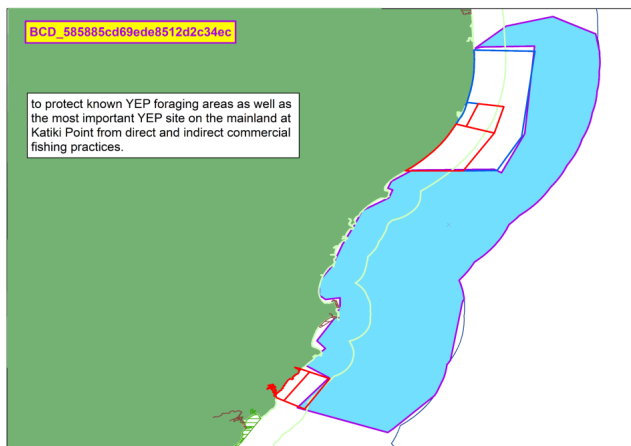 BCD_585885cd69ede8512d2c34ec
to protect known YEP foraging areas as well as
the most important YEP site on the mainland at
Katiki Point from direct and indirect commercial
fishing practices.